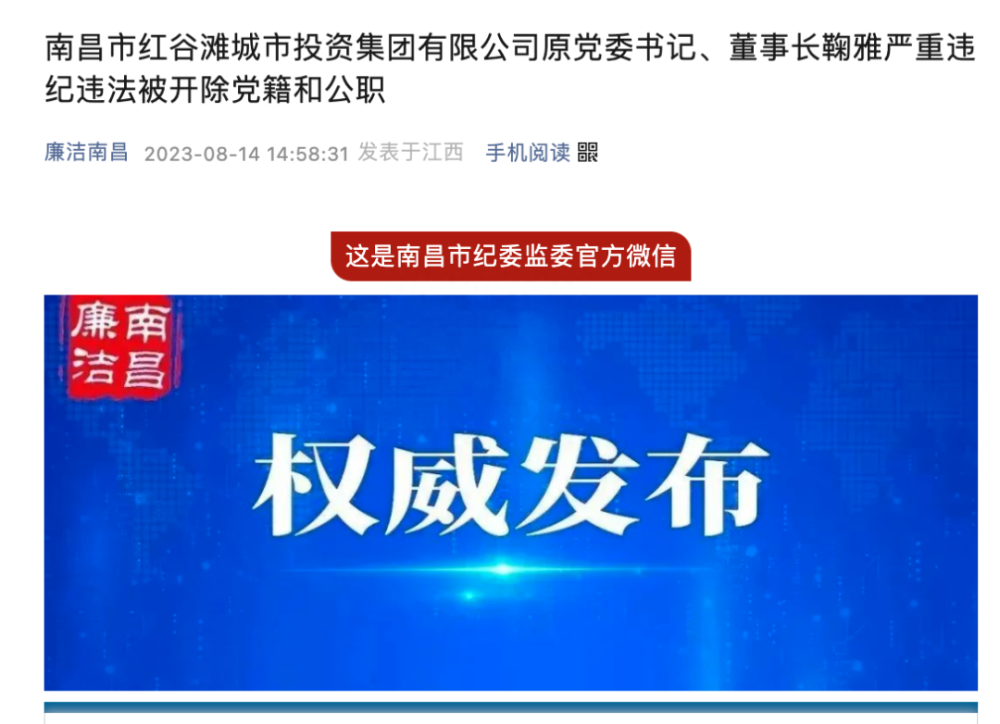 南昌市红谷滩城市投资集团有限公司原党委书记、董事长鞠雅严重违
纪违法被开除党籍和公职
廉洁南昌 2023-08-14 14:58:31 发表于江西 手机阅读
这是南昌市纪委监委官方微信
廉洁南昌
权威发布